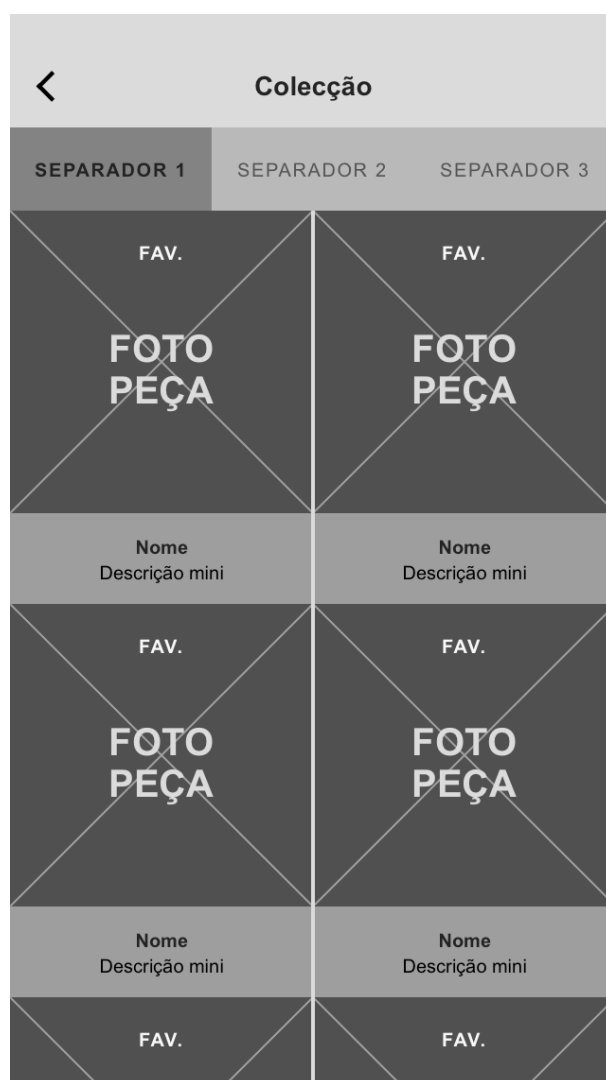 Colecção
SEPARADOR 1 SEPARADOR 2 SEPARADOR 3
FAV. FAV.
FOTO FOTO
PEÇA PEÇA
Nome Nome
Descrição mini Descrição mini
FAV. FAV.
FOTO FOTO
PEÇA PEÇA
Nome Nome
Descrição mini Descrição mini
FAV. FAV.